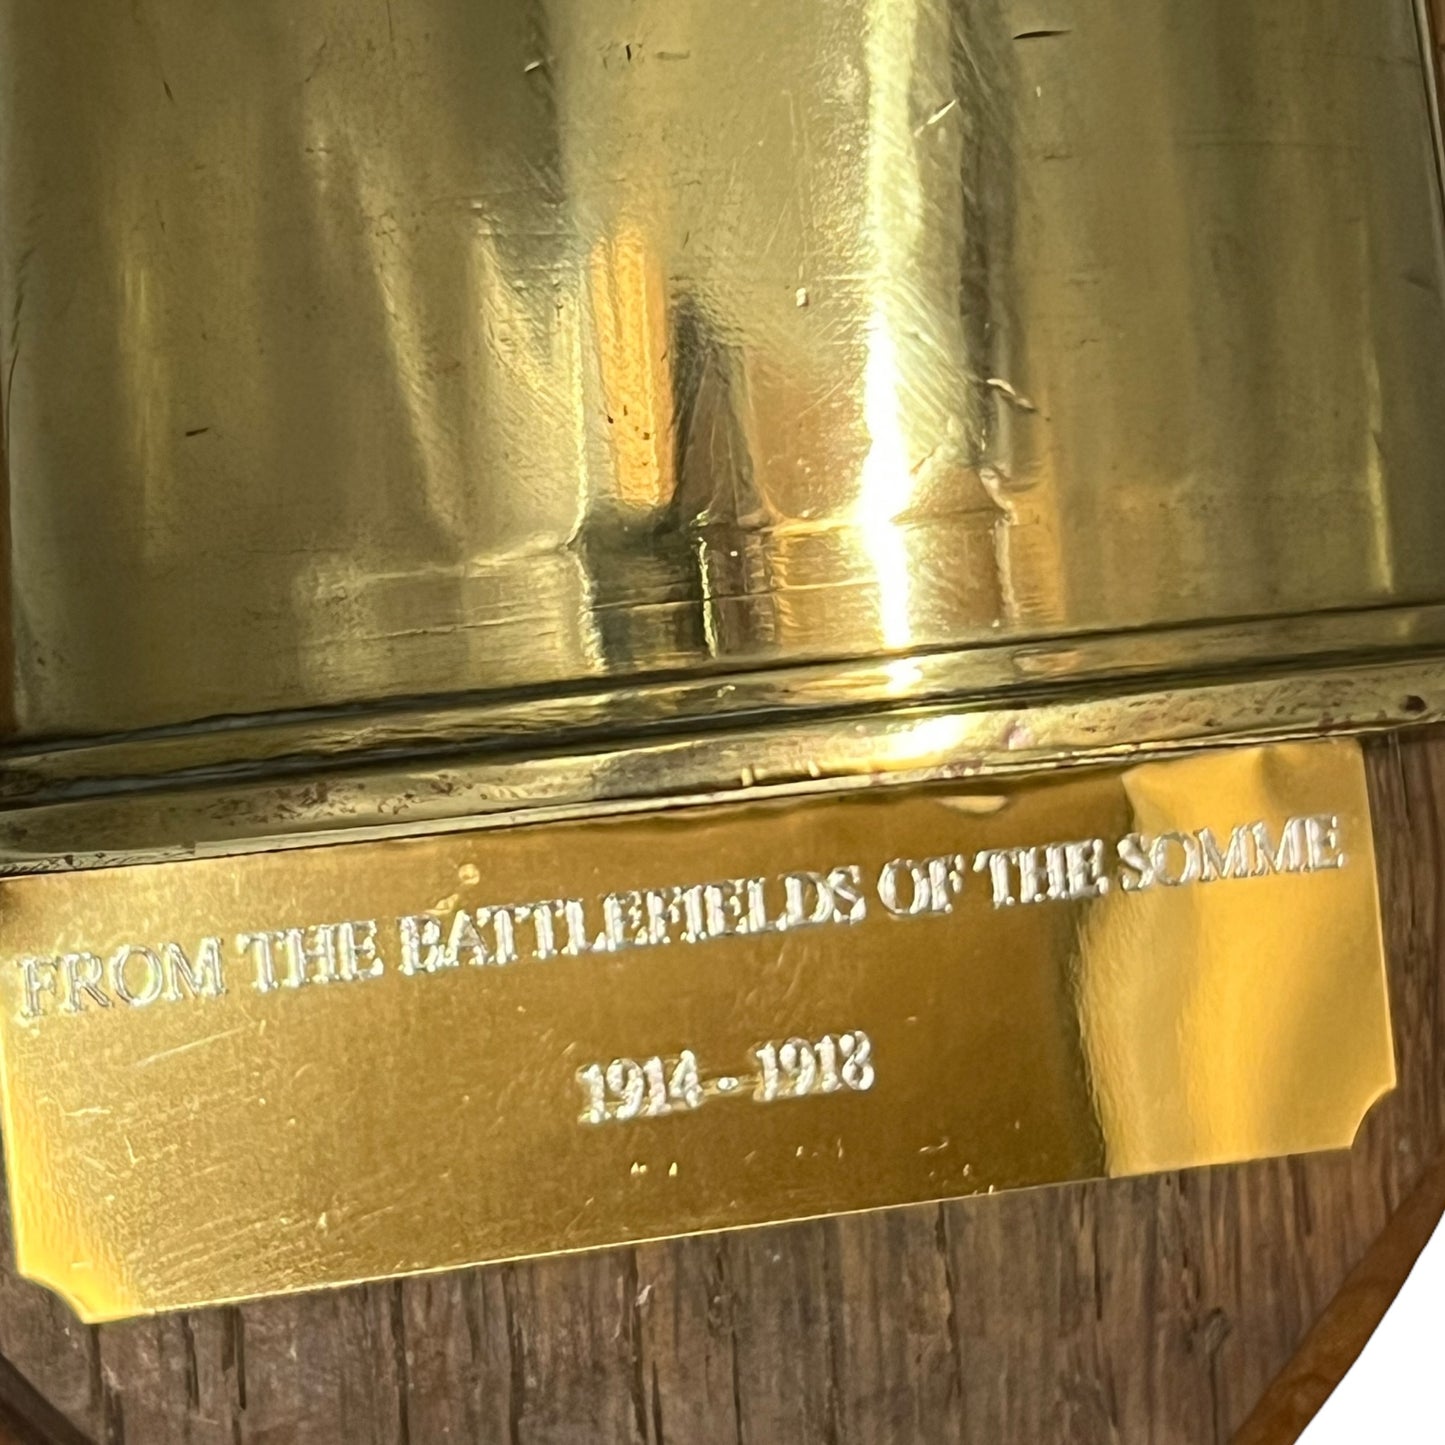 FROM THE BATTLEFIELDS OF THE SOMME
1914 - 1918